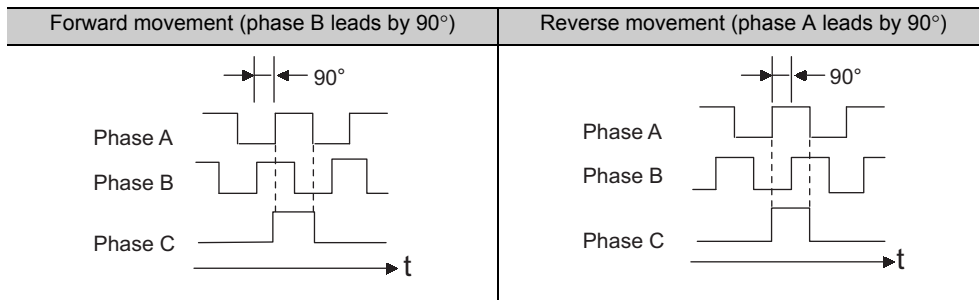 Forward movement (phase B leads by 90°)
Reverse movement (phase A leads by 90°)
90°
Phase A
Phase B
Phase C
t
90°
Phase A
Phase B
Phase C
t